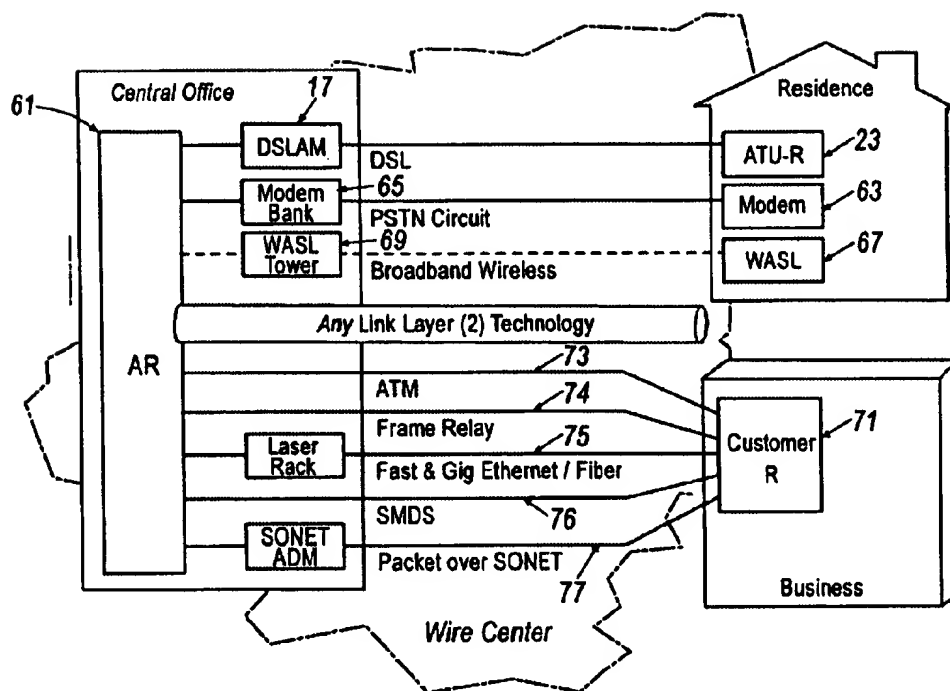 Central Office
17
61
Residence
DSLAM
DSL
ATU-R
23
Modem
Bank
65
PSTN Circuit
Modem
63
WASL
Tower
69
Broadband Wireless
WASL
67
Any Link Layer (2) Technology
AR
73
ATM
74
Frame Relay
75
Laser
Rack
Fast & Gig Ethernet / Fiber
Customer
R
71
SMDS
76
SONET
ADM
Packet over SONET
77
Business
Wire Center